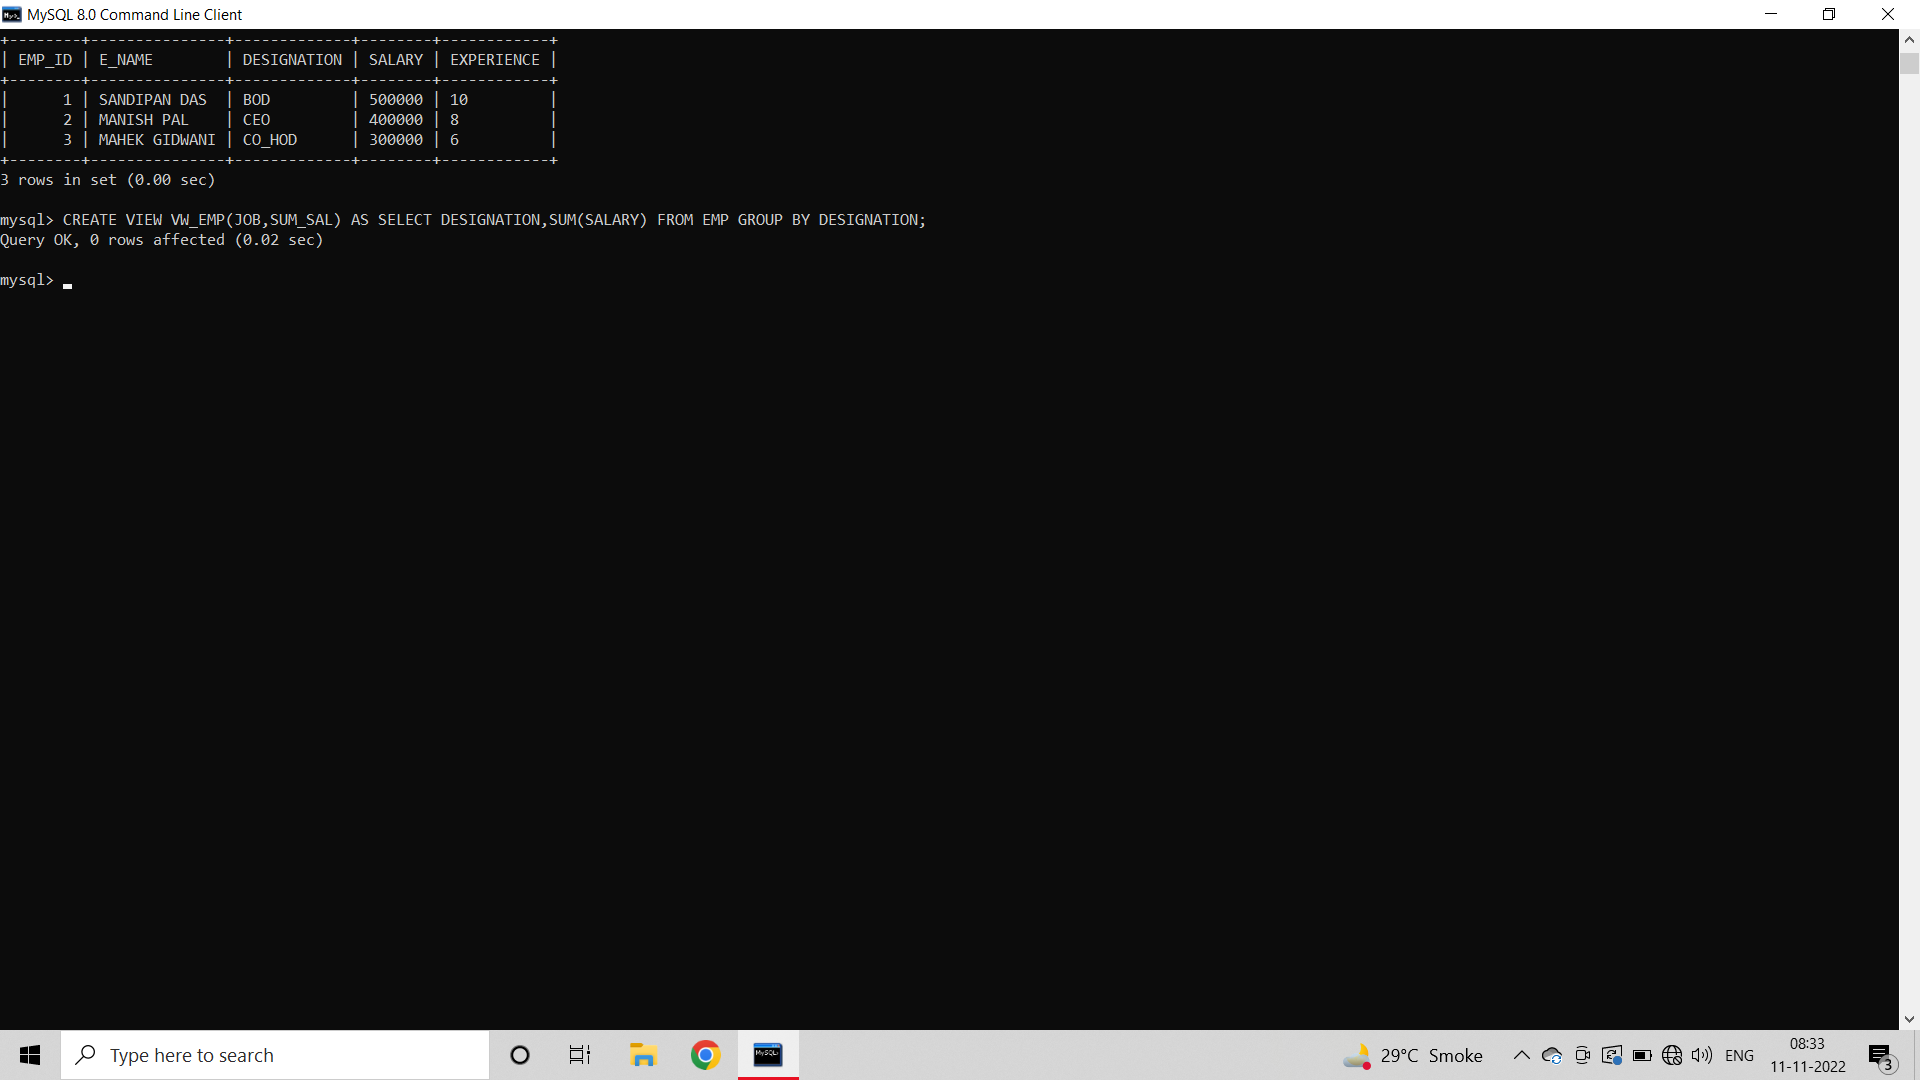 MySQL 8.0 Command Line Client
+--------+---------------+-------------+--------+------------+
| EMP_ID | E_NAME        | DESIGNATION | SALARY | EXPERIENCE |
+--------+---------------+-------------+--------+------------+
|      1 | SANDIPAN DAS  | BOD         | 500000 | 10         |
|      2 | MANISH PAL    | CEO         | 400000 | 8          |
|      3 | MAHEK GIDWANI | CO_HOD      | 300000 | 6          |
+--------+---------------+-------------+--------+------------+
3 rows in set (0.00 sec)
mysql> CREATE VIEW VW_EMP(JOB,SUM_SAL) AS SELECT DESIGNATION,SUM(SALARY) FROM EMP GROUP BY DESIGNATION;
Query OK, 0 rows affected (0.02 sec)
mysql>
Type here to search
29°C Smoke
ENG
08:33
11-11-2022
3